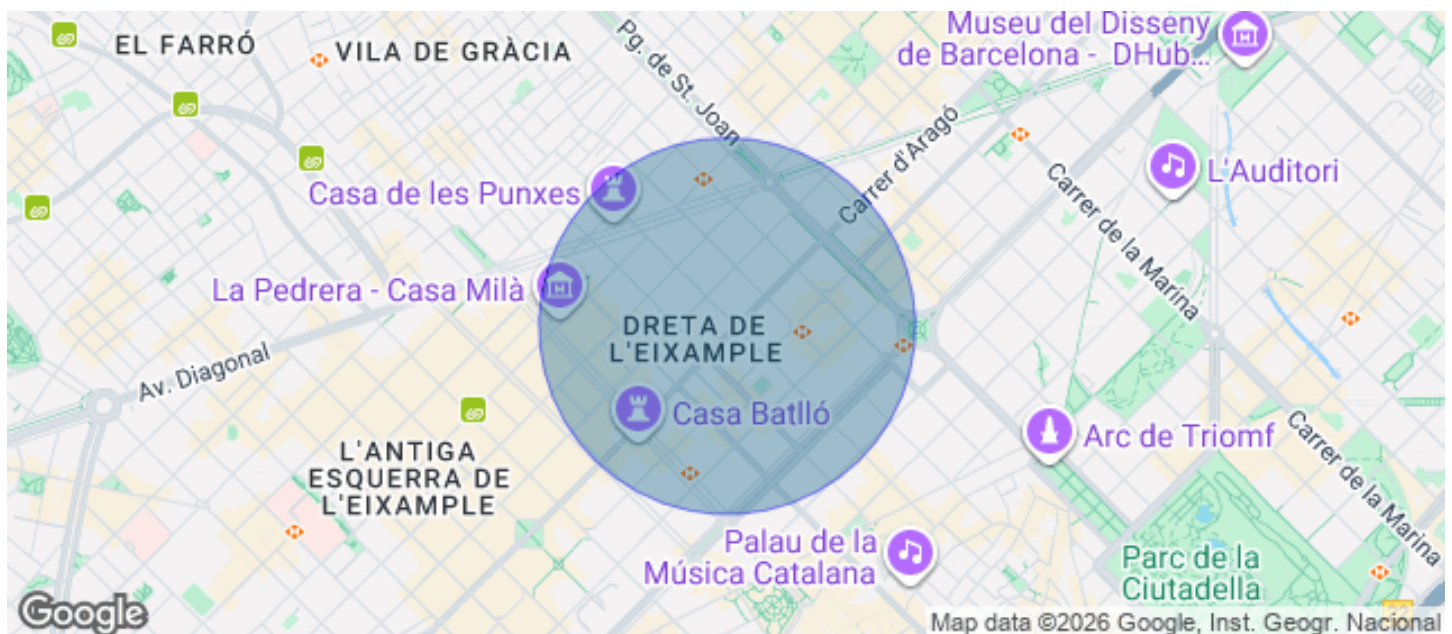 EL FARRÓ
VILA DE GRÀCIA
Pg. de St. Joan
Museu del Disseny
de Barcelona - DHub...
Carrer d'Aragó
L'Auditori
Carrer de la Marina
Casa de les Punxes
La Pedrera - Casa Milà
DRETA DE
L'EIXAMPLE
Av. Diagonal
Casa Batlló
Arc de Triomf
L'ANTIGA
ESQUERRA DE
L'EIXAMPLE
Carrer de la Marina
Palau de la
Música Catalana
Parc de la
Ciutadella
Google
Map data ©2026 Google, Inst. Geogr. Nacional